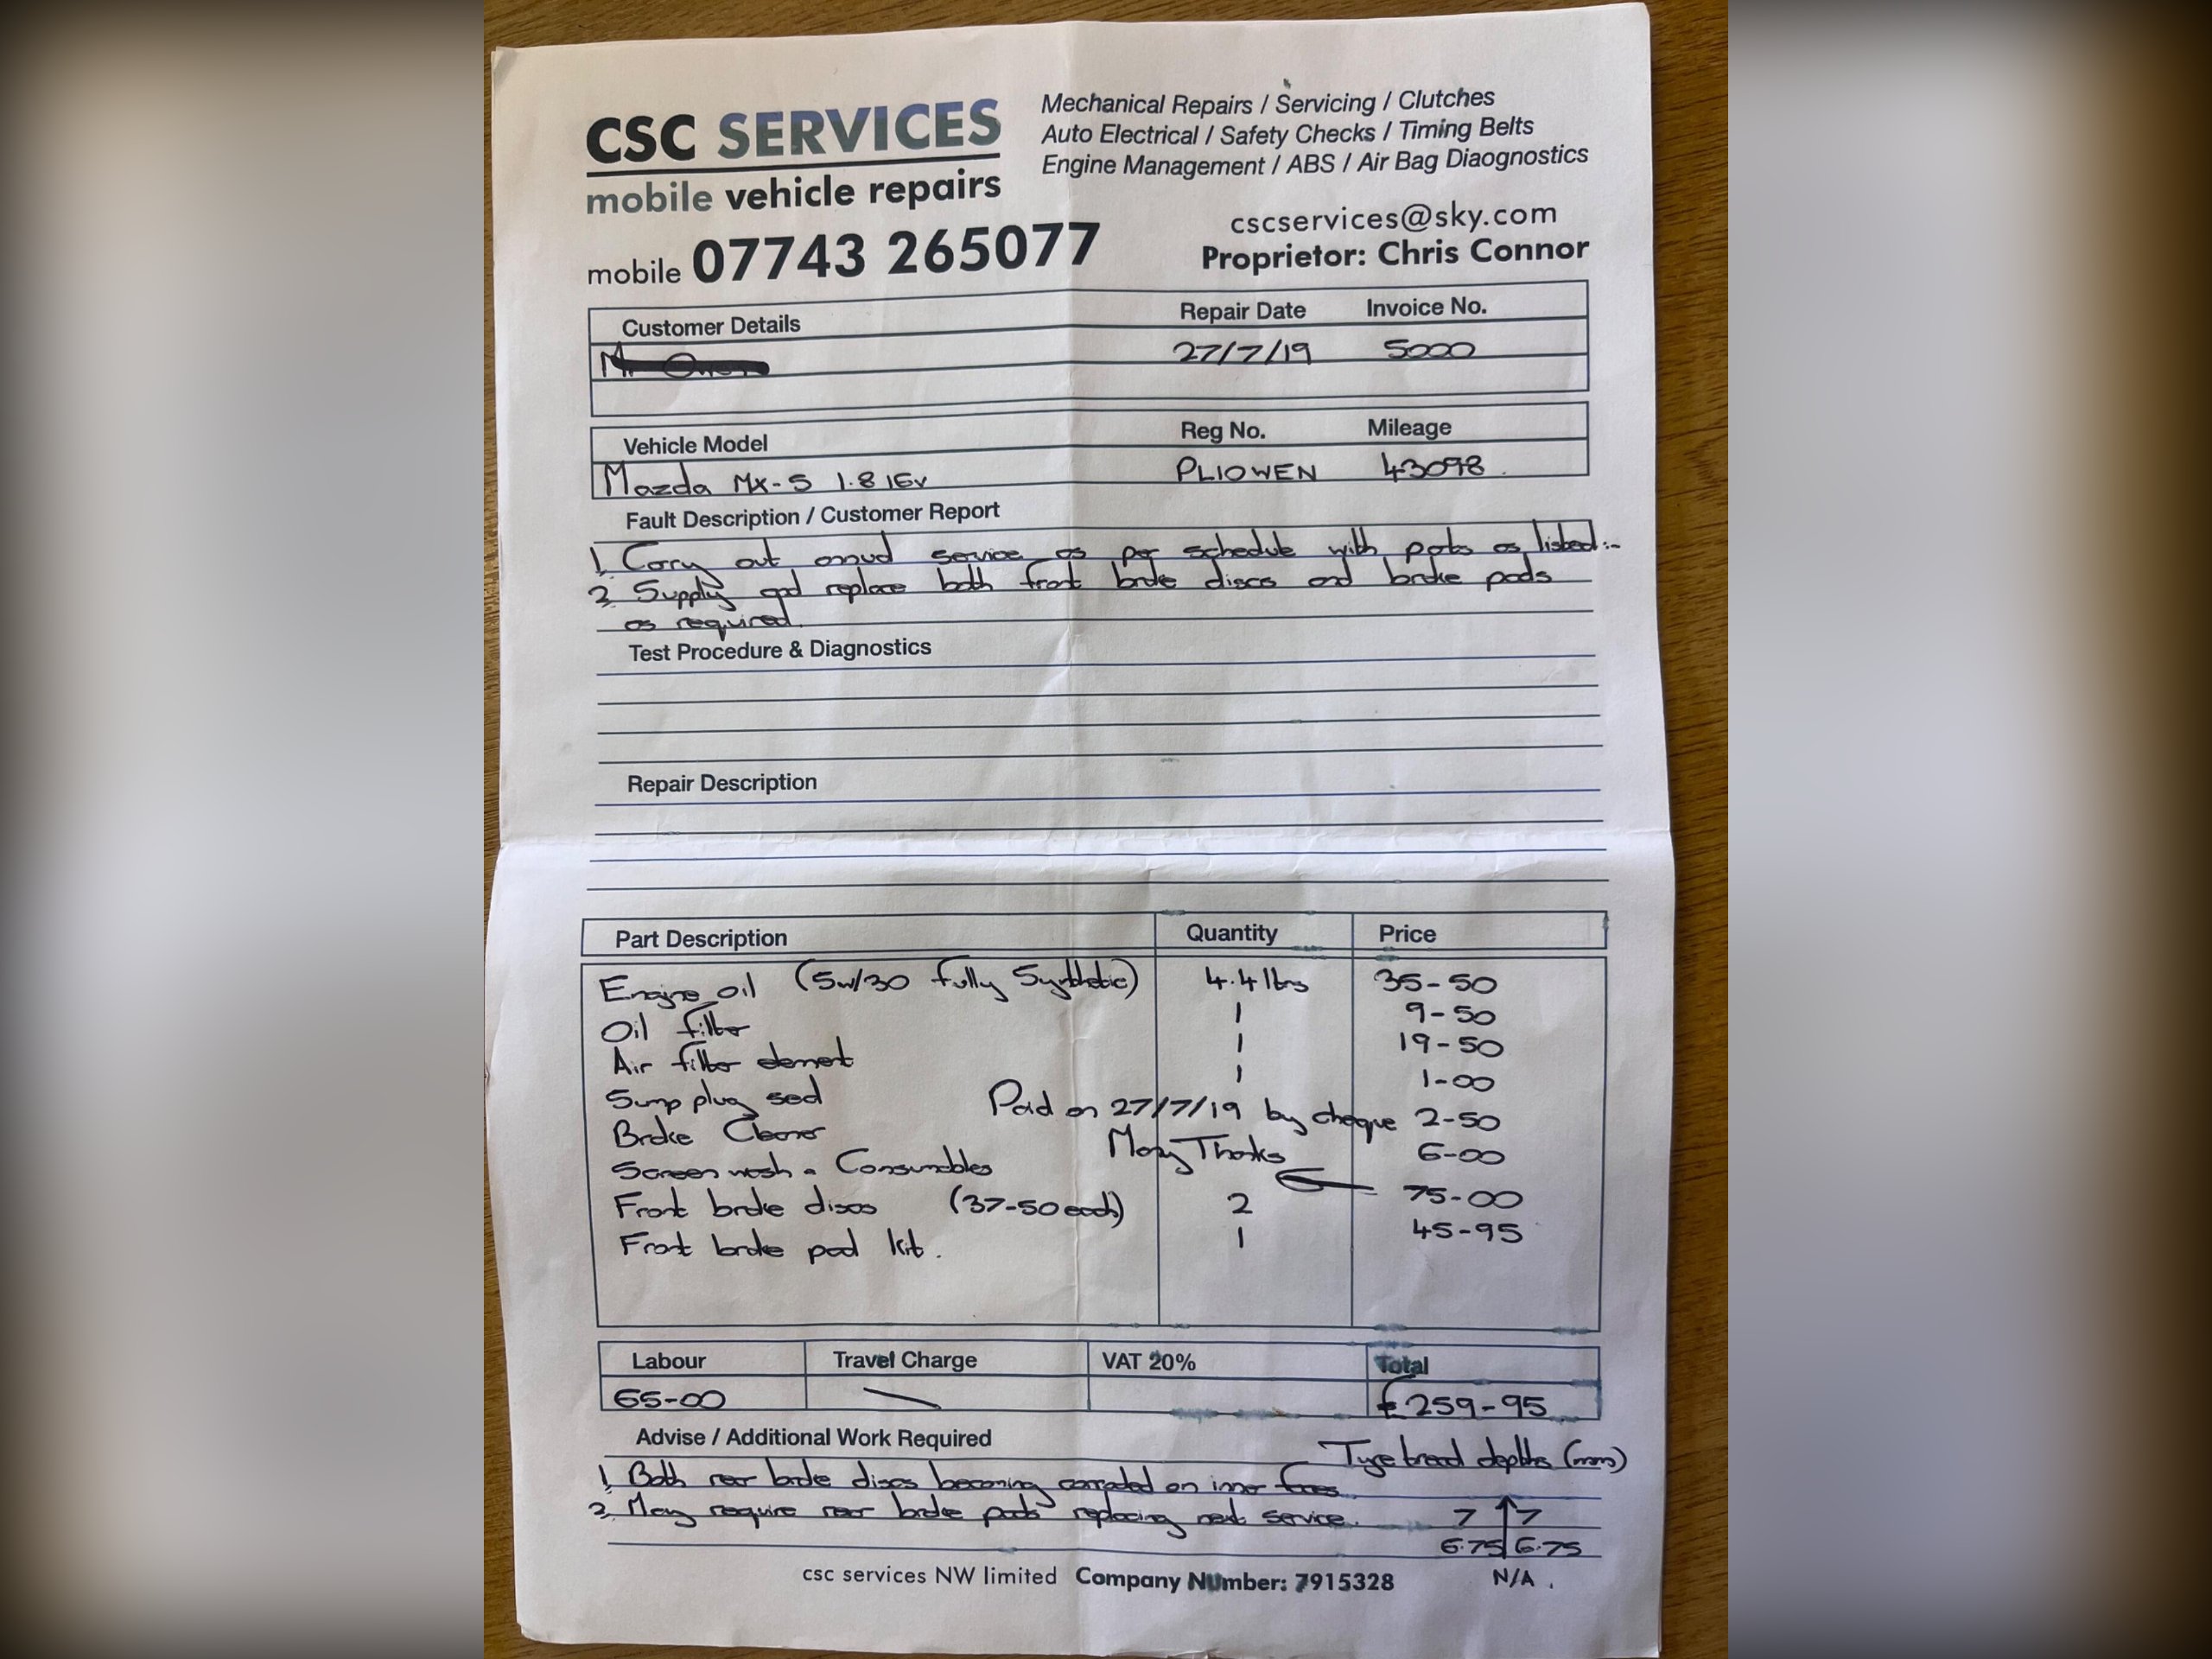 CSC SERVICES
mobile vehicle repairs
mobile 07743 265077
Mechanical Repairs / Servicing / Clutches
Auto Electrical / Safety Checks / Timing Belts
Engine Management / ABS / Air Bag Diaognostics
cscservices@sky.com
Proprietor: Chris Connor
Customer Details Repair Date Invoice No.
27/7/19 5000
Vehicle Model Reg No. Mileage
Mazda MX-5 1.8 16v PL10WEN 43098
Fault Description / Customer Report
1, Carry out annual service as per schedule with parts as listed:-
2, Supply and replace both front brake discs and brake pads
as required.
Test Procedure & Diagnostics
Repair Description
Part Description Quantity Price
Engine oil (5w/30 Fully Synthetic) 4.4 ltrs 35-50
Oil filter 1 9-50
Air filter element 1 19-50
Sump plug seal 1 1-00
Brake Cleaner 2-50
Paid on 27/7/19 by cheque
Many Thanks
Screen wash - Consumables 6-00
Front brake discs (37-50 each) 2 75-00
Front brake pad kit. 1 45-95
Labour Travel Charge VAT 20% Total
65-00 £259-95
Advise / Additional Work Required
Tyre tread depths (mm)
1, Both rear brake discs becoming corroded on inner faces.
2, May require rear brake pads replacing next service.
7 7
6.75 6.75
N/A.
csc services NW limited Company Number: 7915328